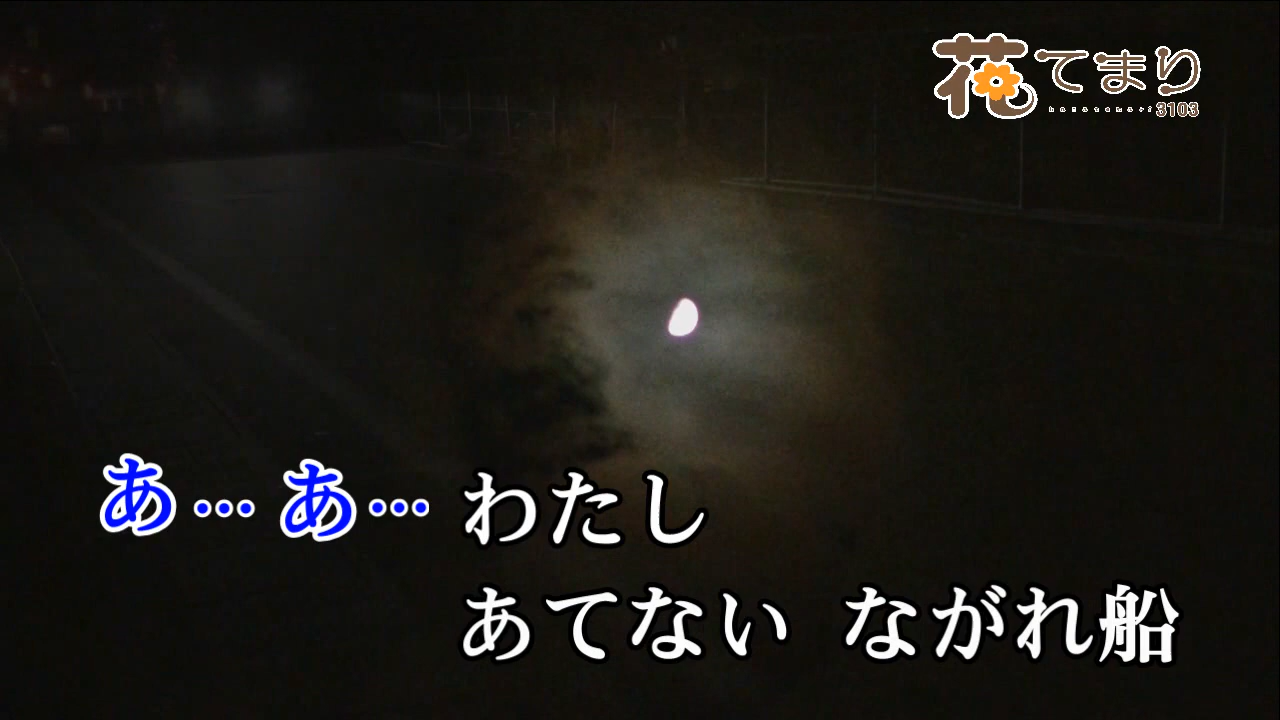 花てまり
3103
あ…あ…わたし
あてない ながれ船